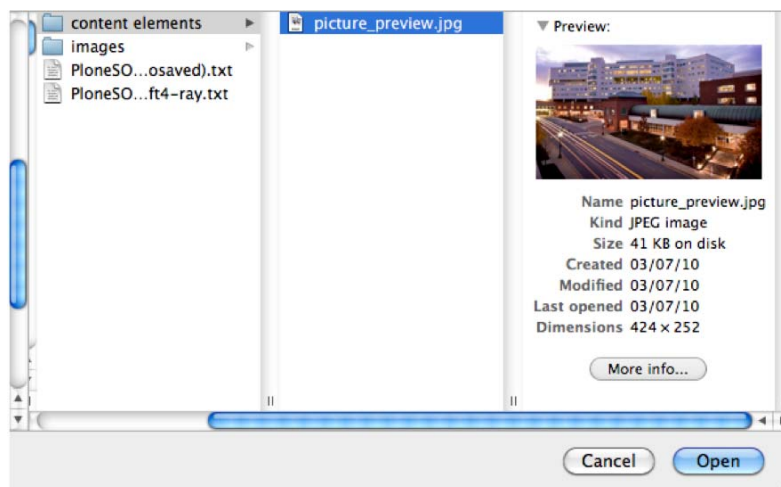 content elements
images
PloneSO...osaved).txt
PloneSO...ft4-ray.txt
picture_preview.jpg
Preview:
Name picture_preview.jpg
Kind JPEG image
Size 41 KB on disk
Created 03/07/10
Modified 03/07/10
Last opened 03/07/10
Dimensions 424 × 252
More info...
Cancel
Open